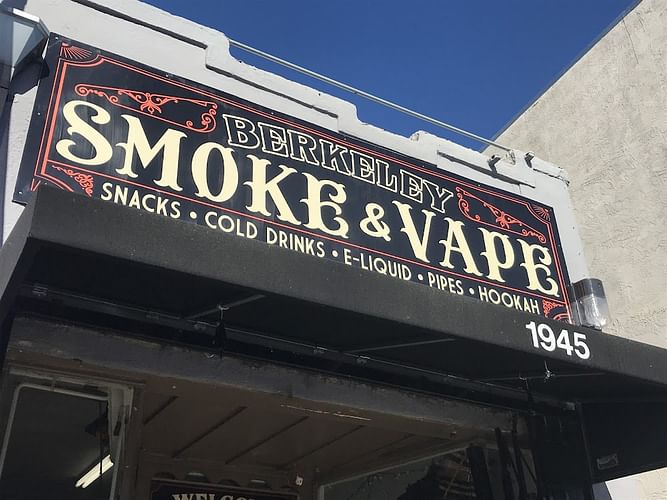 BERKELEY
SMOKE & VAPE
SNACKS • COLD DRINKS • E-LIQUID • PIPES • HOOKAH
1945